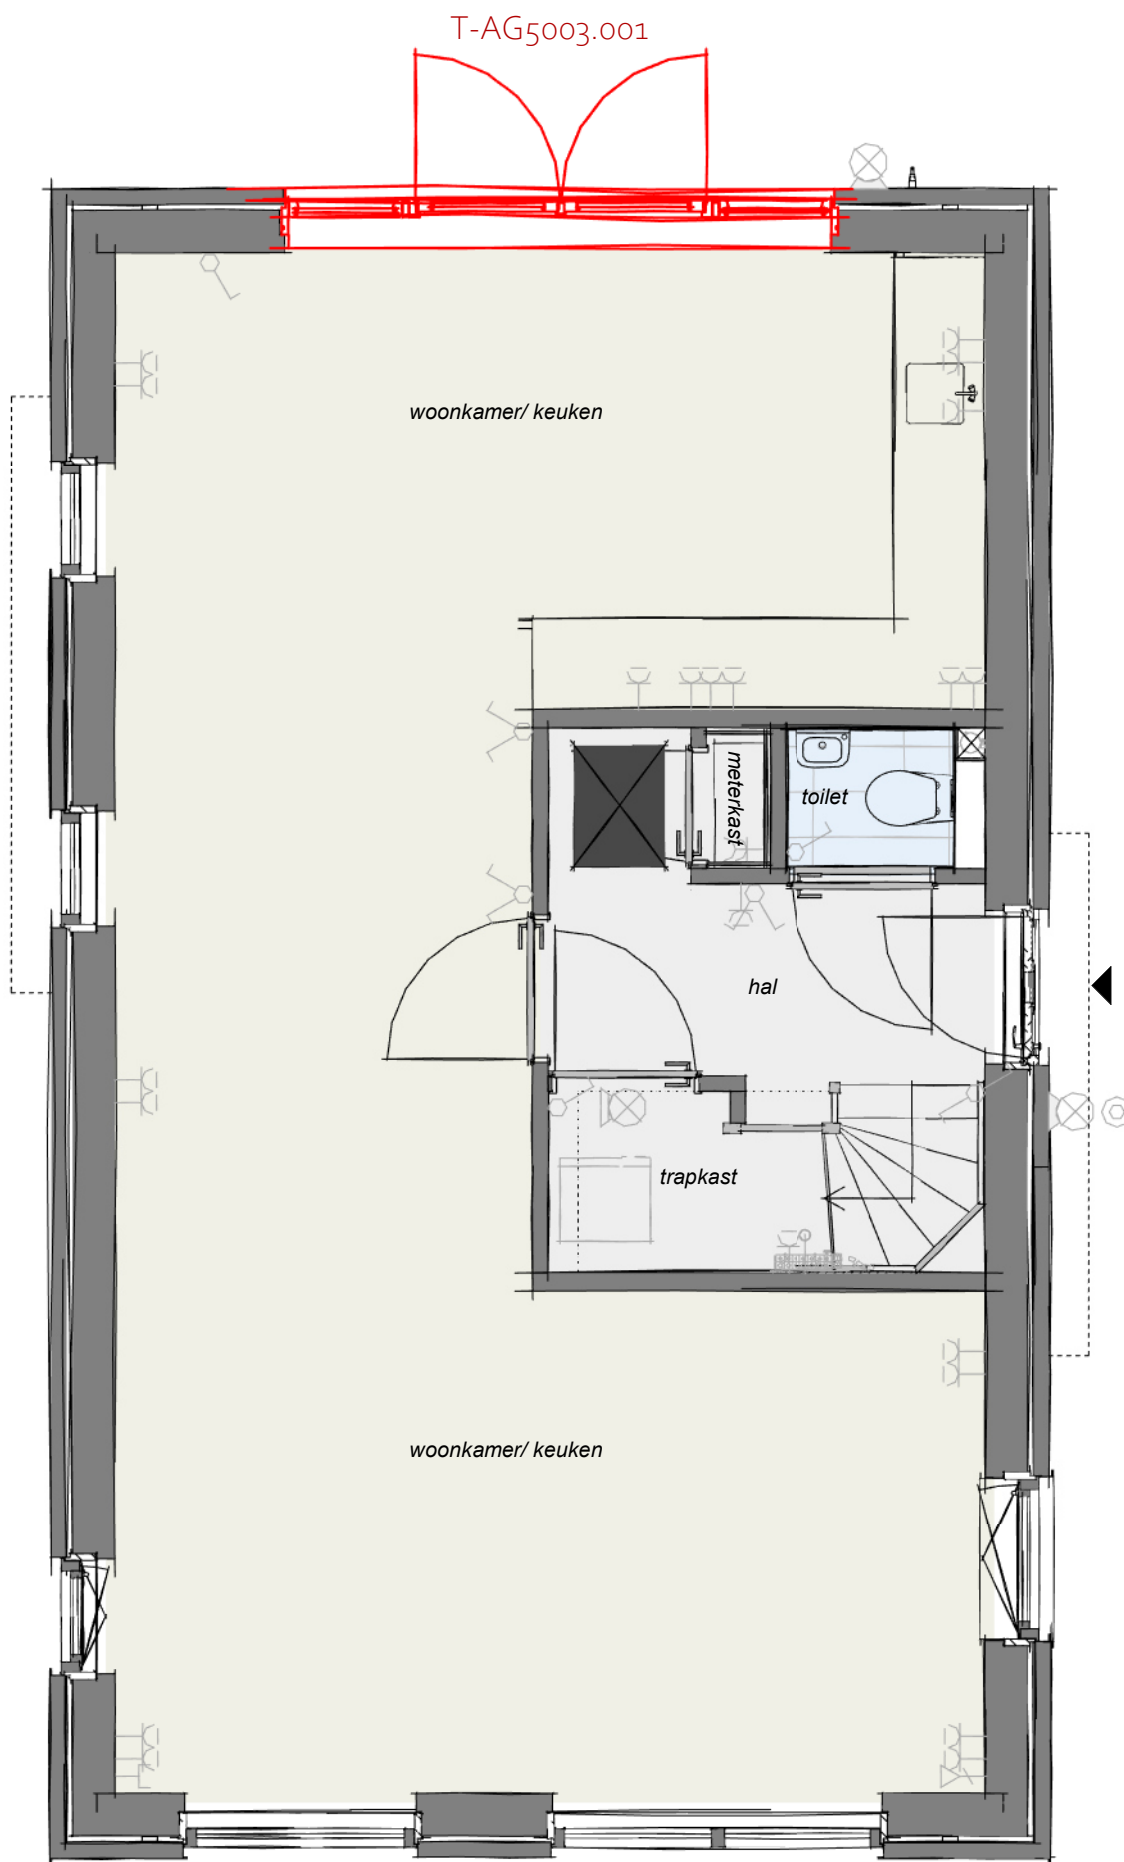 T-AG5003.001
woonkamer/ keuken
meterkast
toilet
hal
trapkast
woonkamer/ keuken